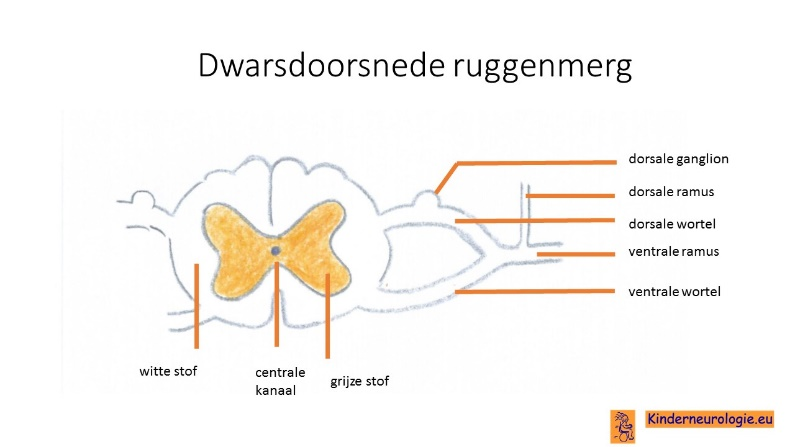 Dwarsdoorsnede ruggenmerg
dorsale ganglion
dorsale ramus
dorsale wortel
ventrale ramus
ventrale wortel
witte stof
centrale
kanaal
grijze stof
Kinderneurologie.eu